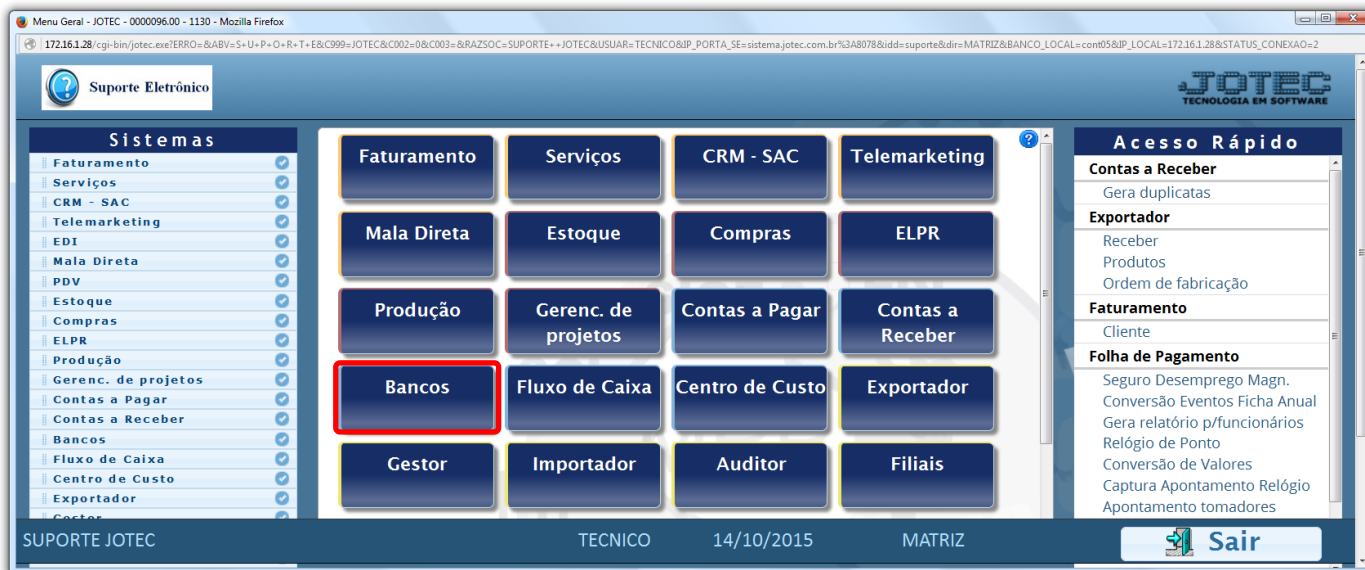 Menu Geral - JOTEC - 0000096.00 - 1130 - Mozilla Firefox
172.16.1.28/cgi-bin/jotec.exe?ERRO=&ABV=S+U+P+O+R+T+E&C999=JOTEC&C002=0&C003=&RAZSOC=SUPORTE++JOTEC&USUAR=TECNICO&IP_PORTA_SE=sistema.jotec.com.br%3A8078&idd=suporte&dir=MATRIZ&BANCO_LOCAL=cont05&IP_LOCAL=172.16.1.28&STATUS_CONEXAO=2
Suporte Eletrônico
JOTEC
TECNOLOGIA EM SOFTWARE
Sistemas
Faturamento
Serviços
CRM - SAC
Telemarketing
EDI
Mala Direta
PDV
Estoque
Compras
ELPR
Produção
Gerenc. de projetos
Contas a Pagar
Contas a Receber
Bancos
Fluxo de Caixa
Centro de Custo
Exportador
Gestor
Faturamento
Serviços
CRM - SAC
Telemarketing
Mala Direta
Estoque
Compras
ELPR
Produção
Gerenc. de
projetos
Contas a Pagar
Contas a
Receber
Bancos
Fluxo de Caixa
Centro de Custo
Exportador
Gestor
Importador
Auditor
Filiais
Acesso Rápido
Contas a Receber
Gera duplicatas
Exportador
Receber
Produtos
Ordem de fabricação
Faturamento
Cliente
Folha de Pagamento
Seguro Desemprego Magn.
Conversão Eventos Ficha Anual
Gera relatório p/funcionários
Relógio de Ponto
Conversão de Valores
Captura Apontamento Relógio
Apontamento tomadores
SUPORTE JOTEC
TECNICO
14/10/2015
MATRIZ
Sair